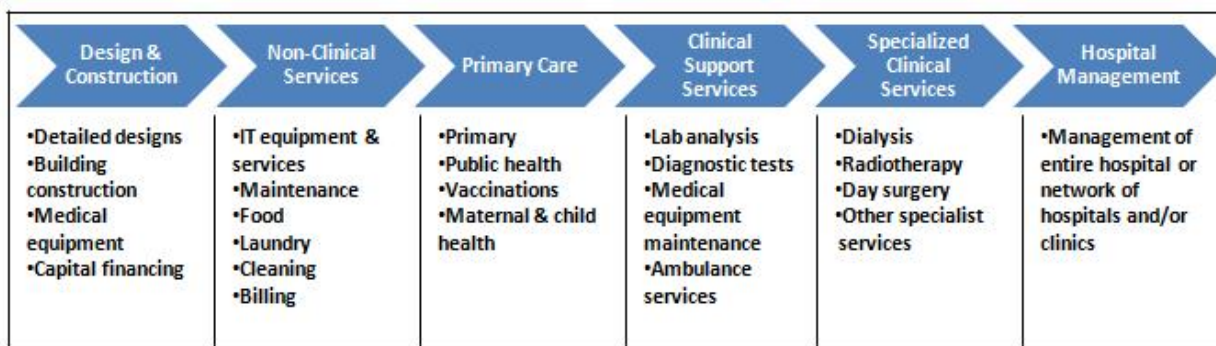 Design &
Construction
Non-Clinical
Services
Primary Care
Clinical
Support
Services
Specialized
Clinical
Services
Hospital
Management
•Detailed designs
•Building
construction
•Medical
equipment
•Capital financing
•IT equipment &
services
•Maintenance
•Food
•Laundry
•Cleaning
•Billing
•Primary
•Public health
•Vaccinations
•Maternal & child
health
•Lab analysis
•Diagnostic tests
•Medical
equipment
maintenance
•Ambulance
services
•Dialysis
•Radiotherapy
•Day surgery
•Other specialist
services
•Management of
entire hospital or
network of
hospitals and/or
clinics